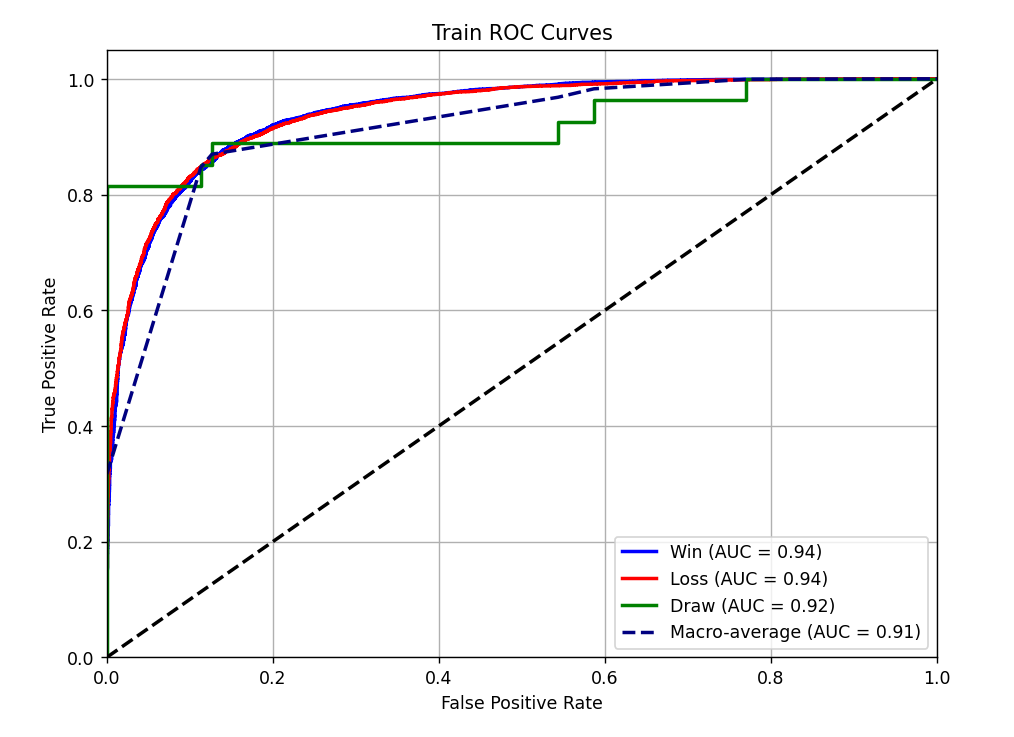 Train ROC Curves
1.0
0.8
0.6
0.4
0.2
0.0
True Positive Rate
0.0 0.2 0.4 0.6 0.8 1.0
False Positive Rate
Win (AUC = 0.94)
Loss (AUC = 0.94)
Draw (AUC = 0.92)
Macro-average (AUC = 0.91)